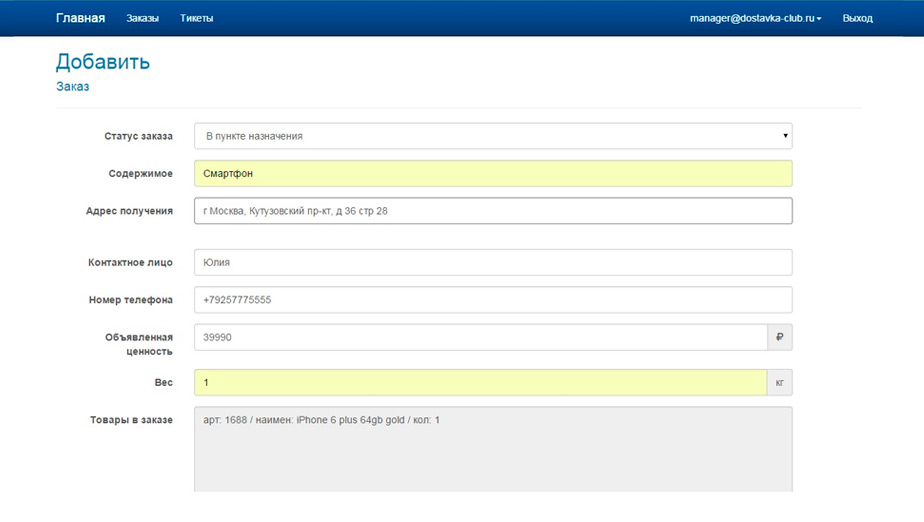 Главная Заказы Тикеты manager@dostavka-club.ru Выход
Добавить
Заказ
Статус заказа В пункте назначения
Содержимое Смартфон
Адрес получения г Москва, Кутузовский пр-кт, д 36 стр 28
Контактное лицо Юлия
Номер телефона +79257775555
Объявленная ценность 39990 ₽
Вес 1 кг
Товары в заказе арт: 1688 / наимен: iPhone 6 plus 64gb gold / кол: 1